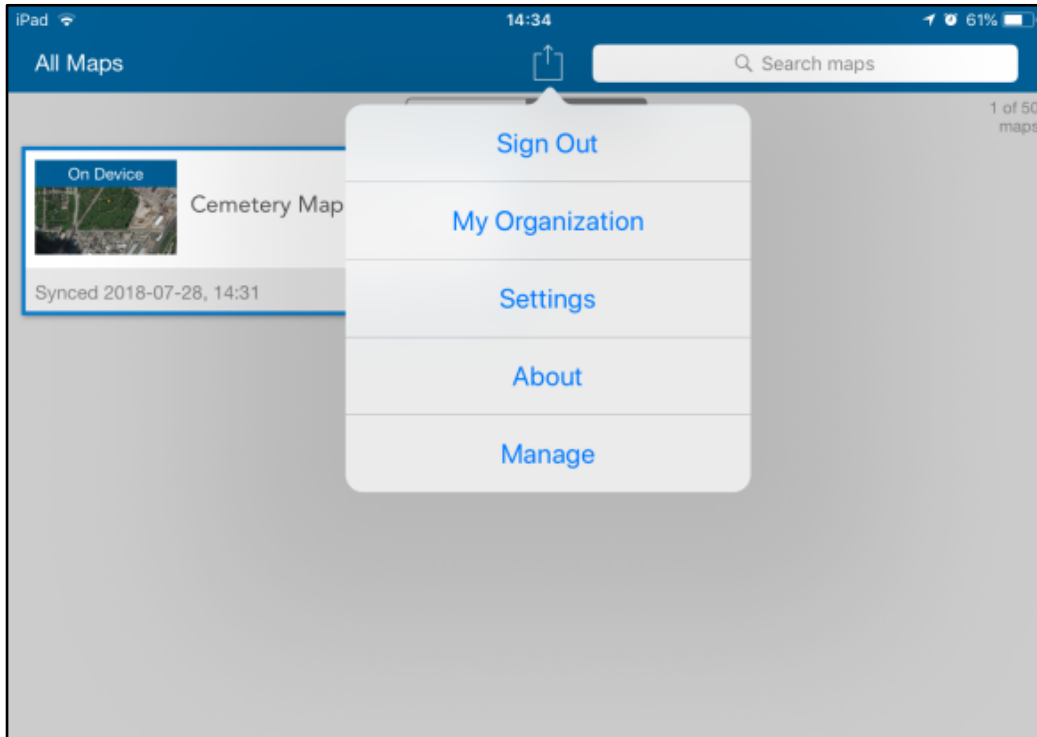 iPad 14:34 61%
All Maps Search maps
1 of 50
maps
Sign Out
On Device
Cemetery Map
My Organization
Synced 2018-07-28, 14:31
Settings
About
Manage